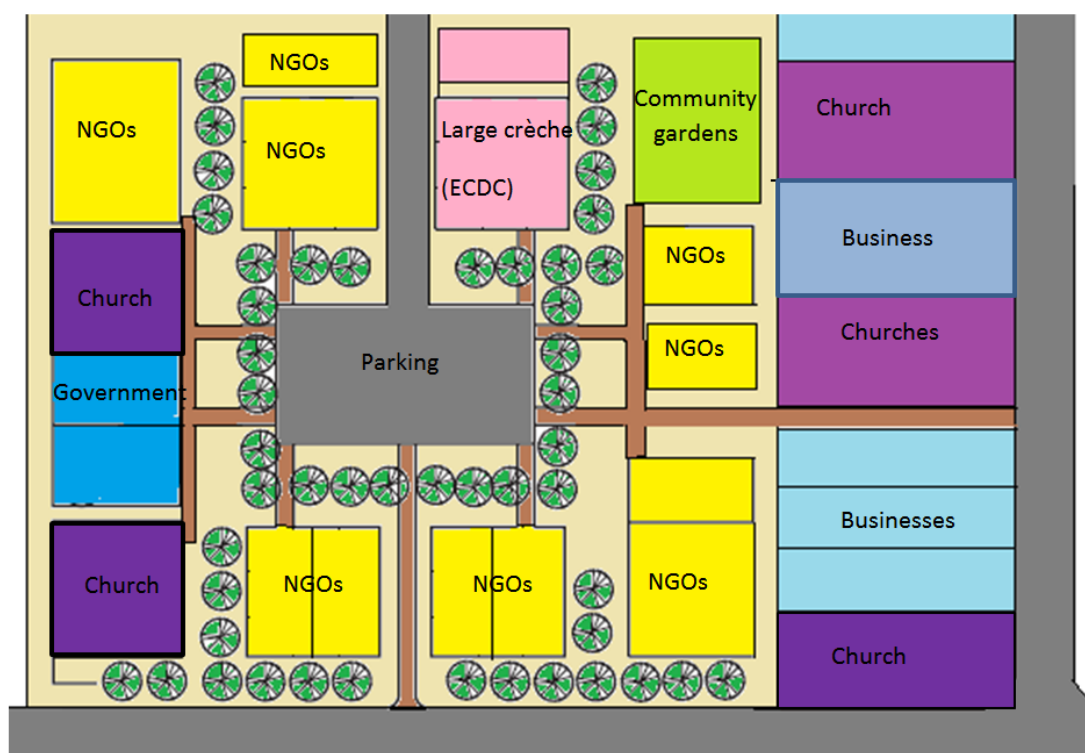 NGOs
NGOs
NGOs
Large crèche
(ECDC)
Community
gardens
Church
Church
NGOs
Business
NGOs
Churches
Parking
Government
Church
NGOs
NGOs
NGOs
Businesses
Church